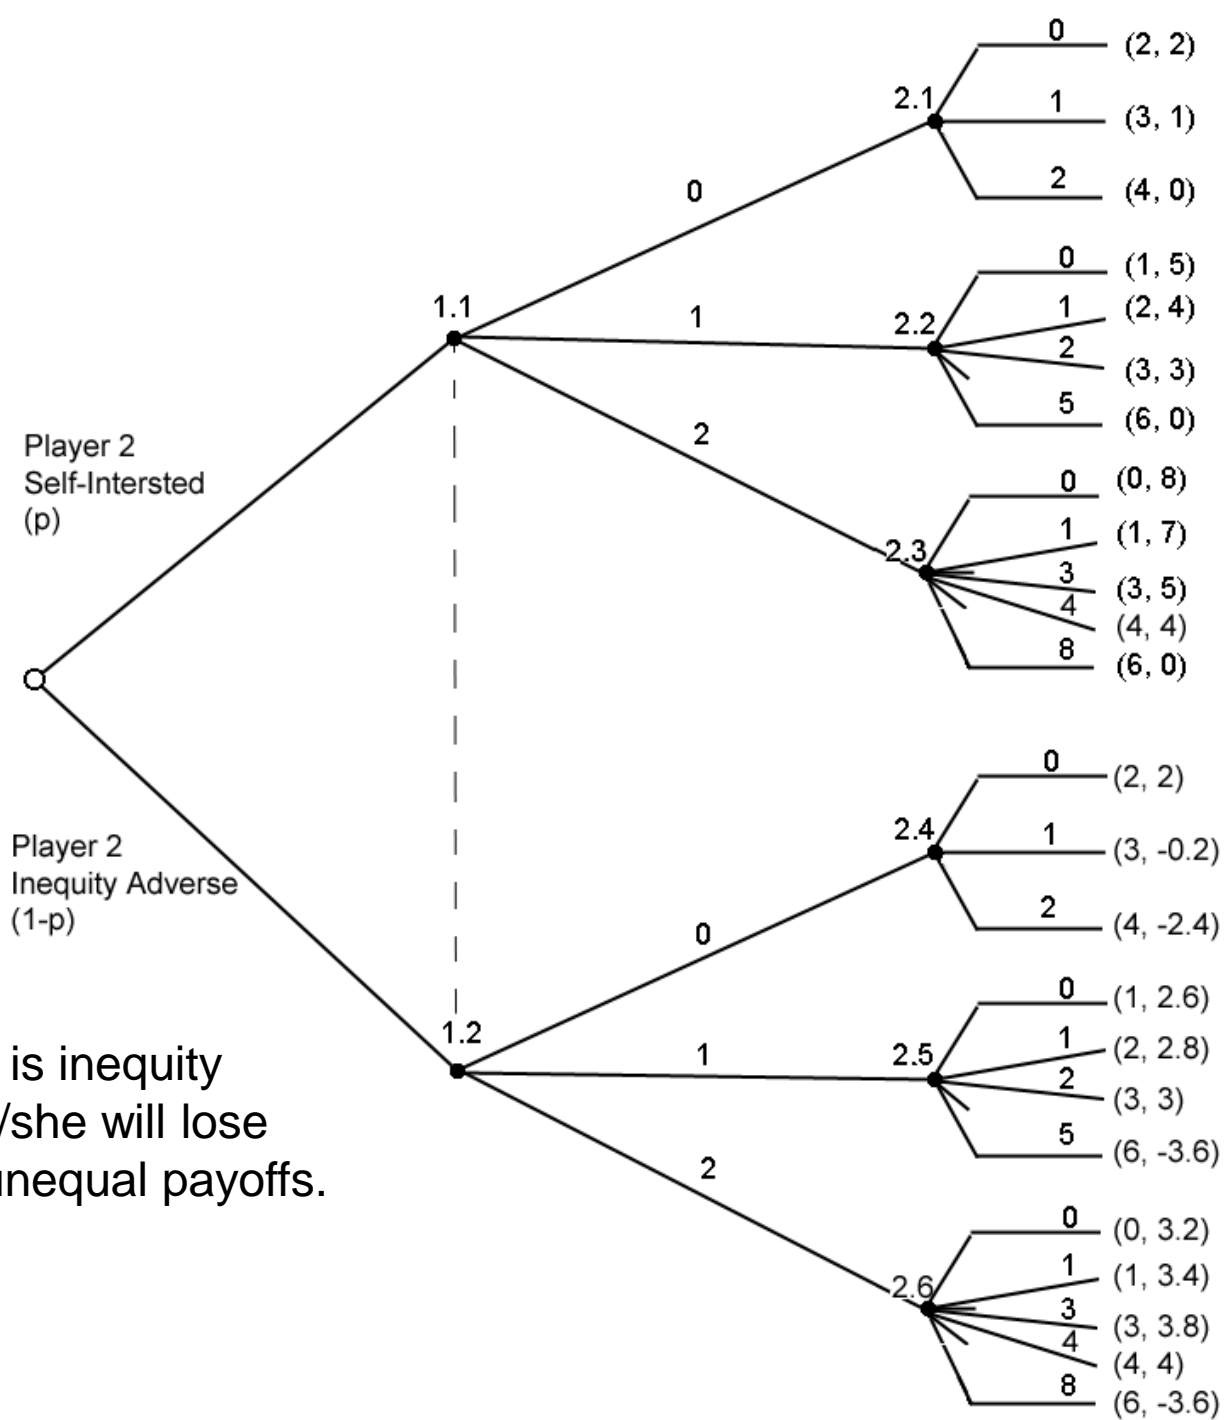 0 (2, 2)
2.1
1 (3, 1)
2 (4, 0)
0
0 (1, 5)
1.1
1
2.2
1 (2, 4)
2 (3, 3)
5 (6, 0)
2
Player 2
Self-Intersted
(p)
0 (0, 8)
2.3
1 (1, 7)
3 (3, 5)
4 (4, 4)
8 (6, 0)
0 (2, 2)
2.4
1 (3, -0.2)
2 (4, -2.4)
Player 2
Inequity Adverse
(1-p)
0
0 (1, 2.6)
1.2
1
2.5
1 (2, 2.8)
2 (3, 3)
5 (6, -3.6)
is inequity
/she will lose
unequal payoffs.
2
0 (0, 3.2)
2.6
1 (1, 3.4)
3 (3, 3.8)
4 (4, 4)
8 (6, -3.6)